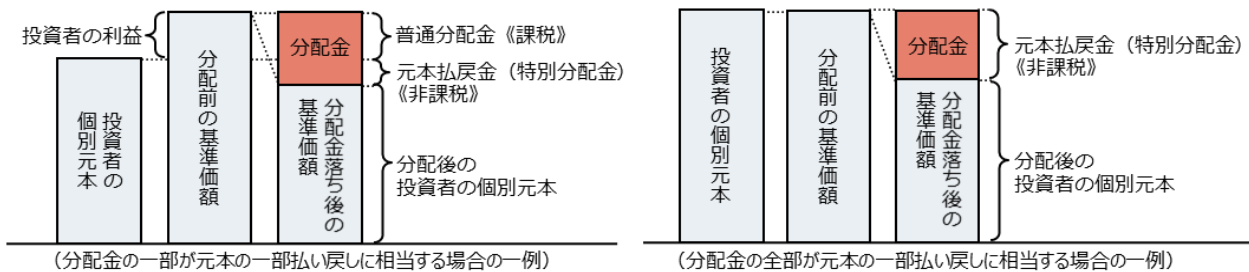 投資者の利益
投資者の
個別元本
分配前の基準価額
分配金
分配金落ち後の
基準価額
普通分配金《課税》
元本払戻金（特別分配金）
《非課税》
分配後の
投資者の個別元本
（分配金の一部が元本の一部払い戻しに相当する場合の一例）
投資者の個別元本
分配前の基準価額
分配金
分配金落ち後の
基準価額
元本払戻金（特別分配金）
《非課税》
分配後の
投資者の個別元本
（分配金の全部が元本の一部払い戻しに相当する場合の一例）